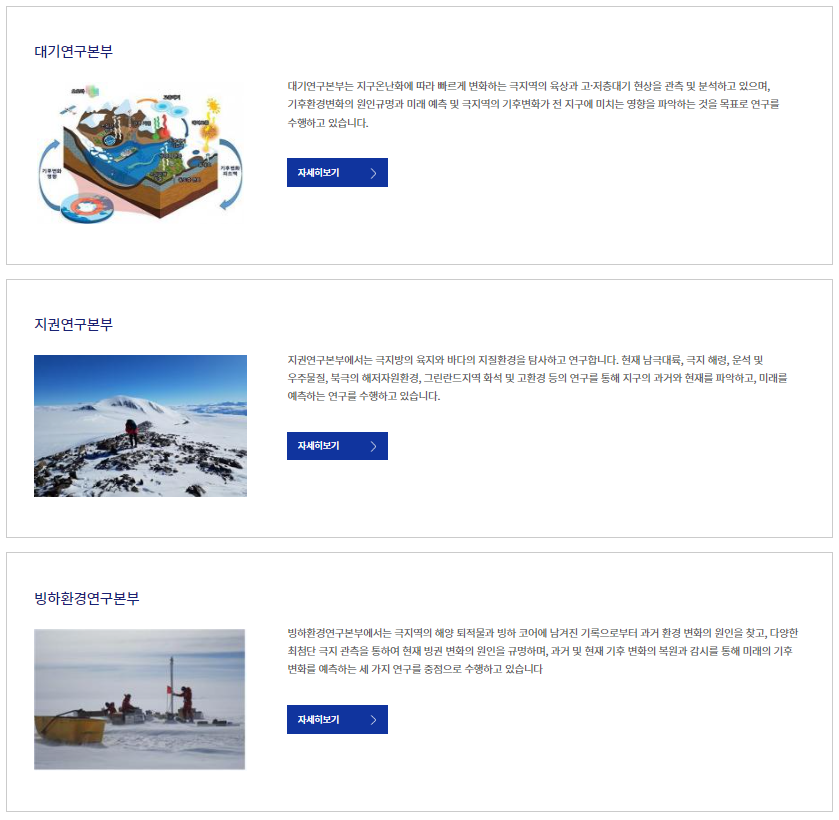 대기연구본부
기후변화
영향
기후변화
피드백
대기연구본부는 지구온난화에 따라 빠르게 변화하는 극지역의 육상과 고·저층대기 현상을 관측 및 분석하고 있으며,
기후환경변화의 원인규명과 미래 예측 및 극지역의 기후변화가 전 지구에 미치는 영향을 파악하는 것을 목표로 연구를
수행하고 있습니다.
자세히보기
지권연구본부
지권연구본부에서는 극지방의 육지와 바다의 지질환경을 탐사하고 연구합니다. 현재 남극대륙, 극지 해령, 운석 및
우주물질, 북극의 해저자원환경, 그린란드지역 화석 및 고환경 등의 연구를 통해 지구의 과거와 현재를 파악하고, 미래를
예측하는 연구를 수행하고 있습니다.
자세히보기
빙하환경연구본부
빙하환경연구본부에서는 극지역의 해양 퇴적물과 빙하 코어에 남겨진 기록으로부터 과거 환경 변화의 원인을 찾고, 다양한
최첨단 극지 관측을 통하여 현재 빙권 변화의 원인을 규명하며, 과거 및 현재 기후 변화의 복원과 감시를 통해 미래의 기후
변화를 예측하는 세 가지 연구를 중점으로 수행하고 있습니다
자세히보기